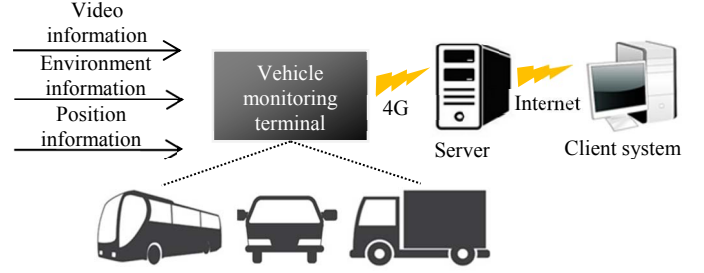 Video
information
Environment
information
Position
information
Vehicle
monitoring
terminal
4G
Server
Internet
Client system